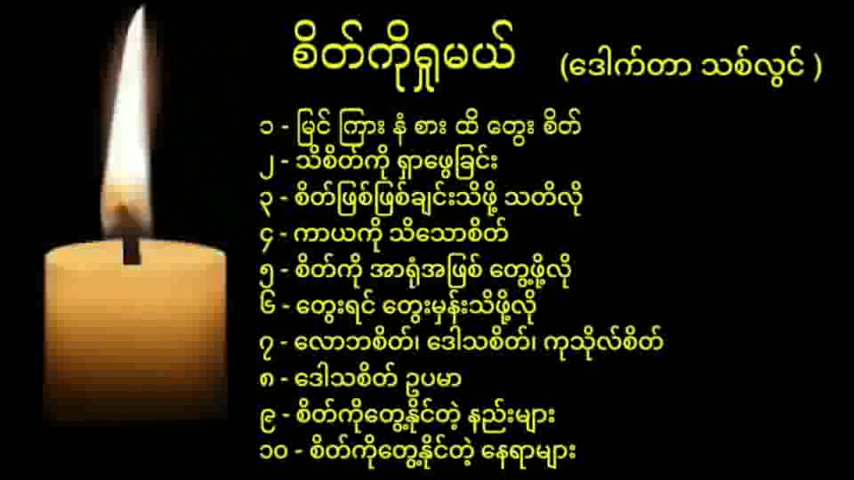 စိတ်ကိုရှုမယ် (ဒေါက်တာ သစ်လွင် )
၁ - မြင် ကြား နံ စား ထိ တွေး စိတ်
၂ - သိစိတ်ကို ရှာဖွေခြင်း
၃ - စိတ်ဖြစ်ဖြစ်ချင်းသိဖို့ သတိလို
၄ - ကာယကို သိသောစိတ်
၅ - စိတ်ကို အာရုံအဖြစ် တွေ့ဖို့လို
၆ - တွေးရင် တွေးမှန်းသိဖို့လို
၇ - လောဘစိတ်၊ ဒေါသစိတ်၊ ကုသိုလ်စိတ်
၈ - ဒေါသစိတ် ဥပမာ
၉ - စိတ်ကိုတွေ့နိုင်တဲ့ နည်းများ
၁၀ - စိတ်ကိုတွေ့နိုင်တဲ့ နေရာများ